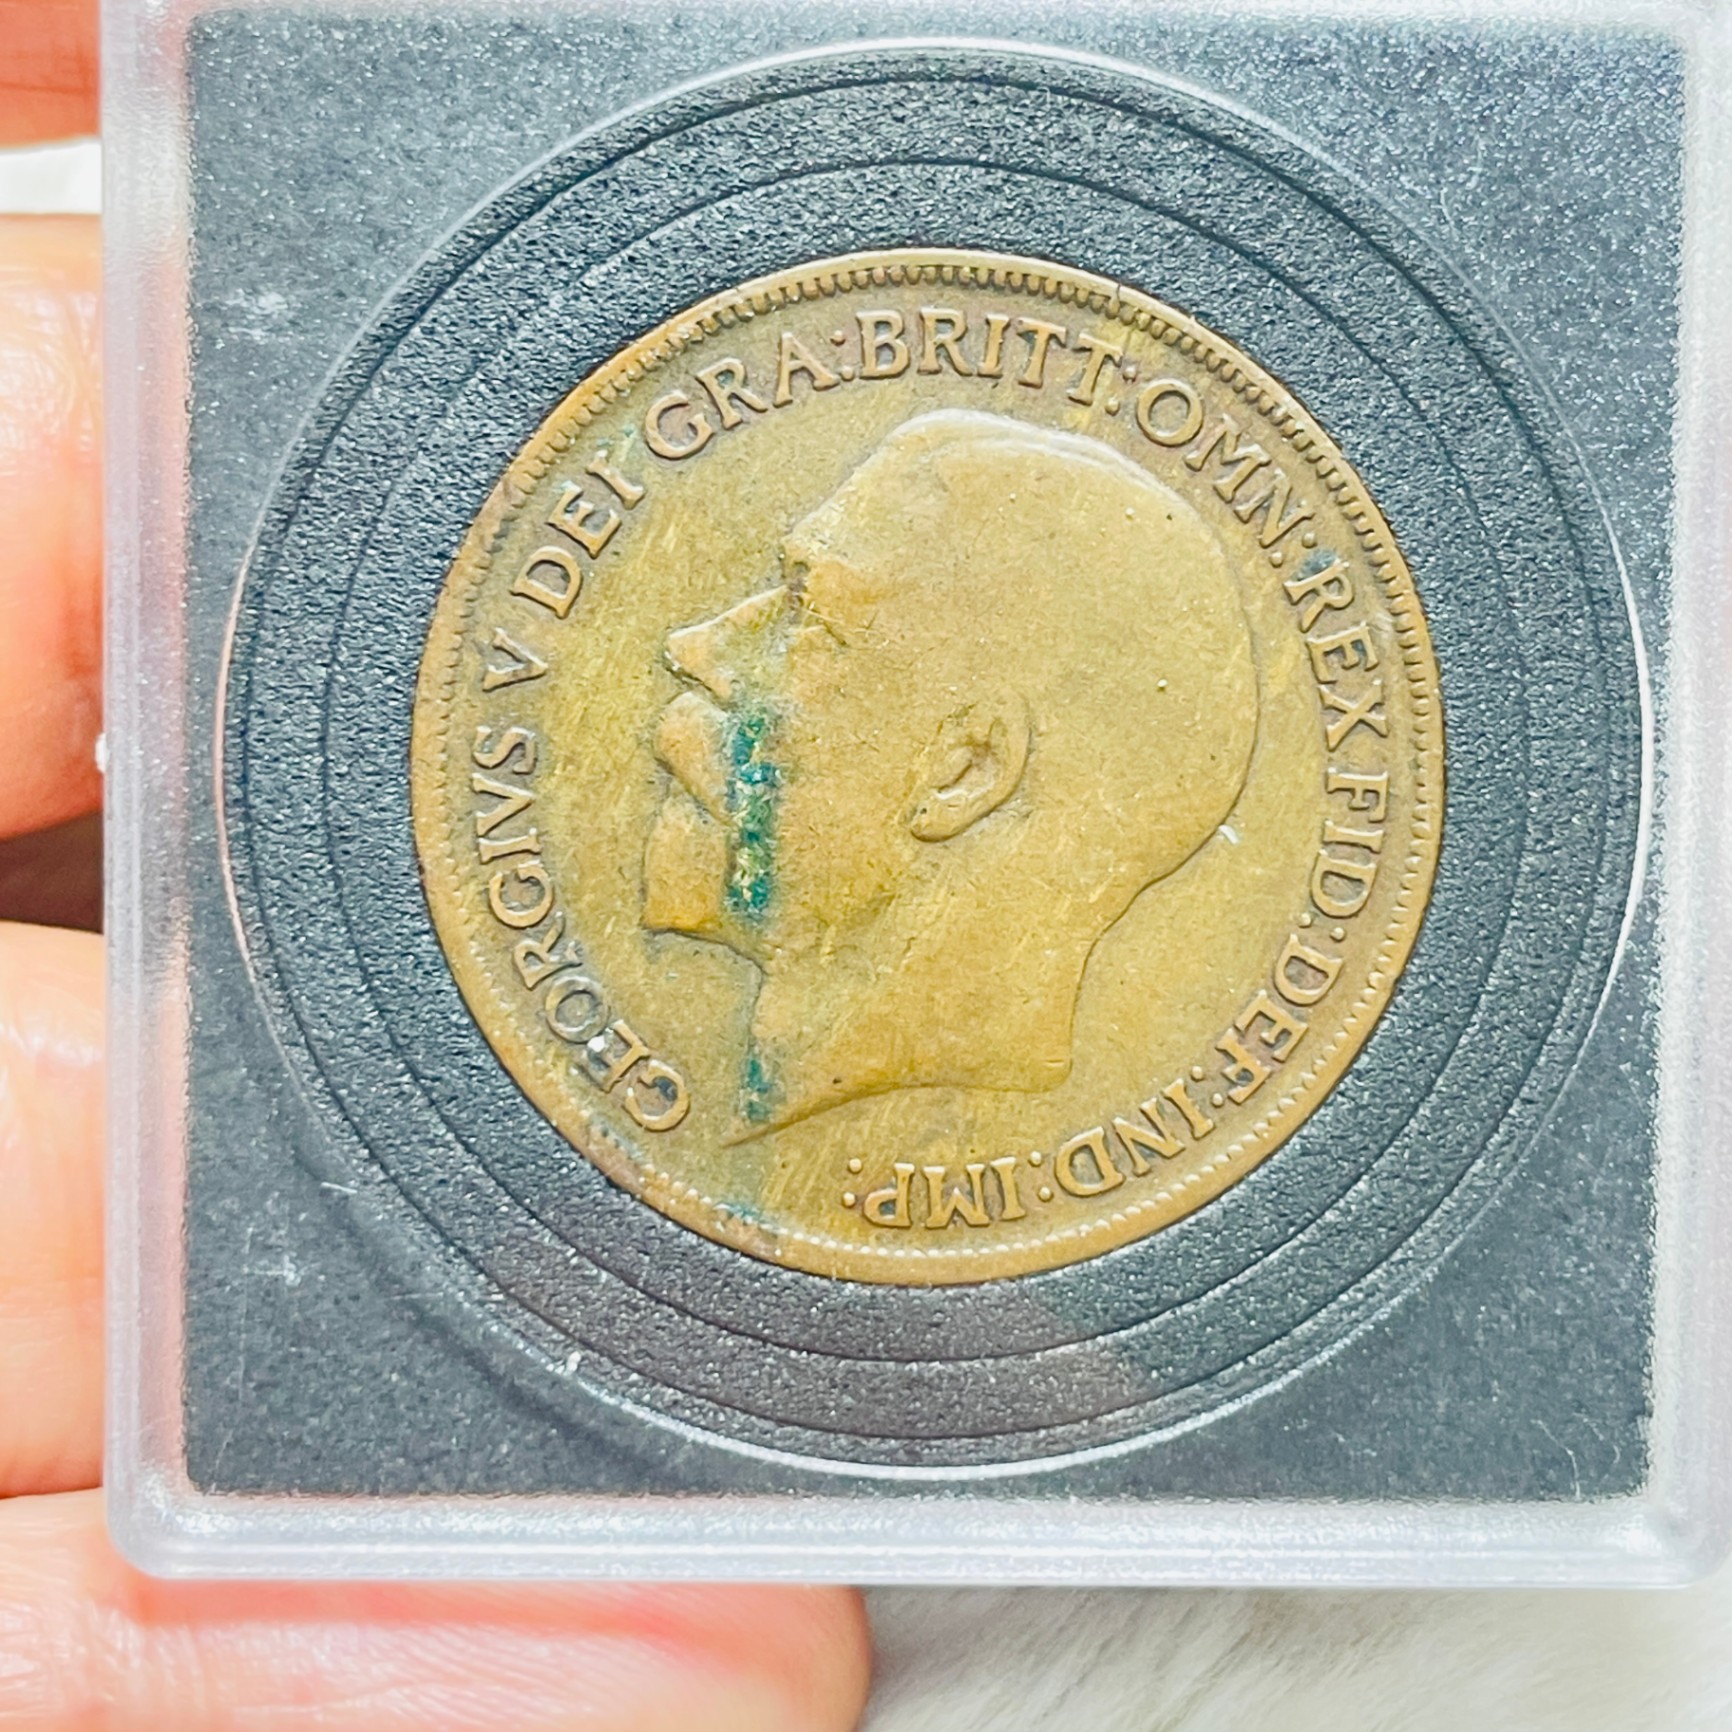 GEORGIVS V DEI GRA:BRITT:OMN:REX FID:DEF:IND:IMP: